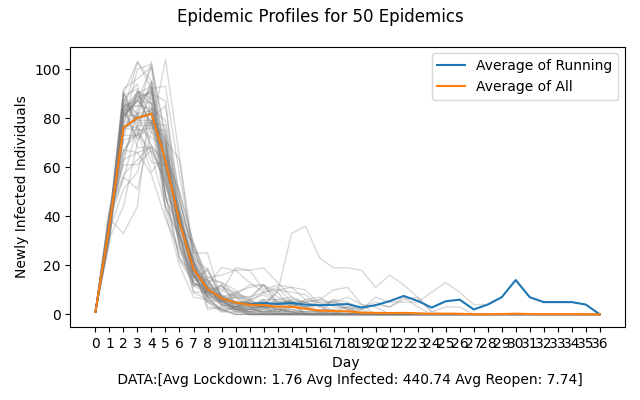 Epidemic Profiles for 50 Epidemics
Average of Running
Average of All
Newly Infected Individuals
100
80
60
40
20
0
0 1 2 3 4 5 6 7 8 9 10 11 12 13 14 15 16 17 18 19 20 21 22 23 24 25 26 27 28 29 30 31 32 33 34 35 36
Day
DATA:[Avg Lockdown: 1.76 Avg Infected: 440.74 Avg Reopen: 7.74]